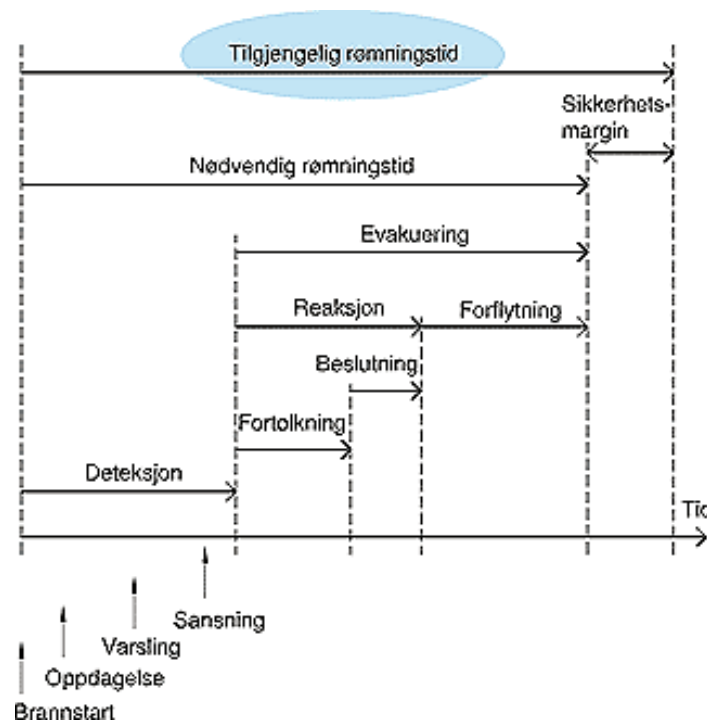 Tilgjengelig rømningstid
Sikkerhets-
margin
Nødvendig rømningstid
Evakuering
Reaksjon
Forflytning
Beslutning
Fortolkning
Deteksjon
Sansning
Varsling
Oppdagelse
Brannstart